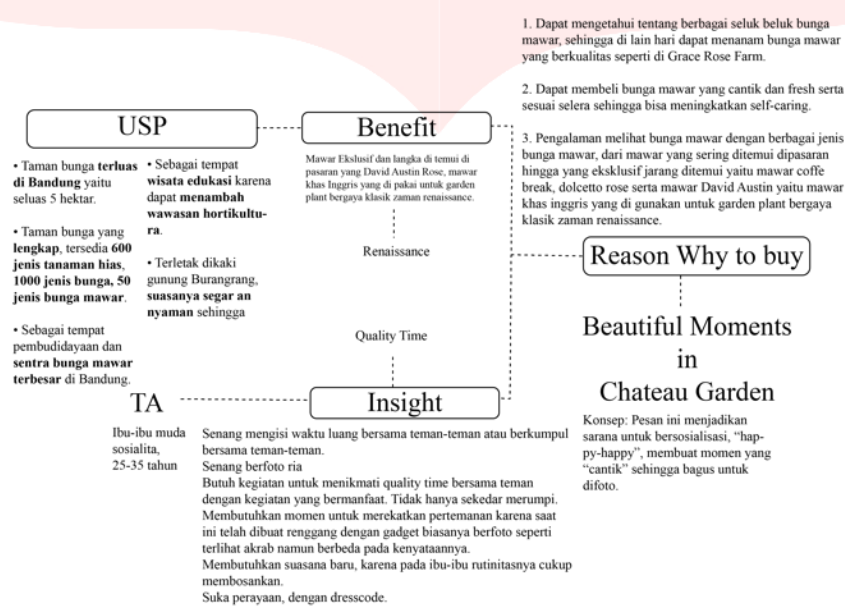 1. Dapat mengetahui tentang berbagai seluk beluk bunga
mawar, sehingga di lain hari dapat menanam bunga mawar
yang berkualitas seperti di Grace Rose Farm.
2. Dapat membeli bunga mawar yang cantik dan fresh serta
sesuai selera sehingga bisa meningkatkan self-caring.
3. Pengalaman melihat bunga mawar dengan berbagai jenis
bunga mawar, dari mawar yang sering ditemui dipasaran
hingga yang eksklusif jarang ditemui yaitu mawar coffe
break, dolcetto rose serta mawar David Austin yaitu mawar
khas inggris yang di gunakan untuk garden plant bergaya
klasik zaman renaissance.
USP
• Taman bunga terluas
di Bandung yaitu
seluas 5 hektar.
• Taman bunga yang
lengkap, tersedia 600
jenis tanaman hias,
1000 jenis bunga, 50
jenis bunga mawar.
• Sebagai tempat
pembudidayaan dan
sentra bunga mawar
terbesar di Bandung.
• Sebagai tempat
wisata edukasi karena
dapat menambah
wawasan hortikultu-
ra.
• Terletak dikaki
gunung Burangrang,
suasanya segar an
nyaman sehingga
Benefit
Mawar Ekslusif dan langka di temui di
pasaran yang David Austin Rose, mawar
khas Inggris yang di pakai untuk garden
plant bergaya klasik zaman renaissance.
Renaissance
Quality Time
Reason Why to buy
Beautiful Moments
in
Chateau Garden
Konsep: Pesan ini menjadikan
sarana untuk bersosialisasi, “hap-
py-happy”, membuat momen yang
“cantik” sehingga bagus untuk
difoto.
TA
Ibu-ibu muda
sosialita,
25-35 tahun
Insight
Senang mengisi waktu luang bersama teman-teman atau berkumpul
bersama teman-teman.
Senang berfoto ria
Butuh kegiatan untuk menikmati quality time bersama teman
dengan kegiatan yang bermanfaat. Tidak hanya sekedar merumpi.
Membutuhkan momen untuk merekatkan pertemanan karena saat
ini telah dibuat renggang dengan gadget biasanya berfoto seperti
terlihat akrab namun berbeda pada kenyataannya.
Membutuhkan suasana baru, karena pada ibu-ibu rutinitasnya cukup
membosankan.
Suka perayaan, dengan dresscode.